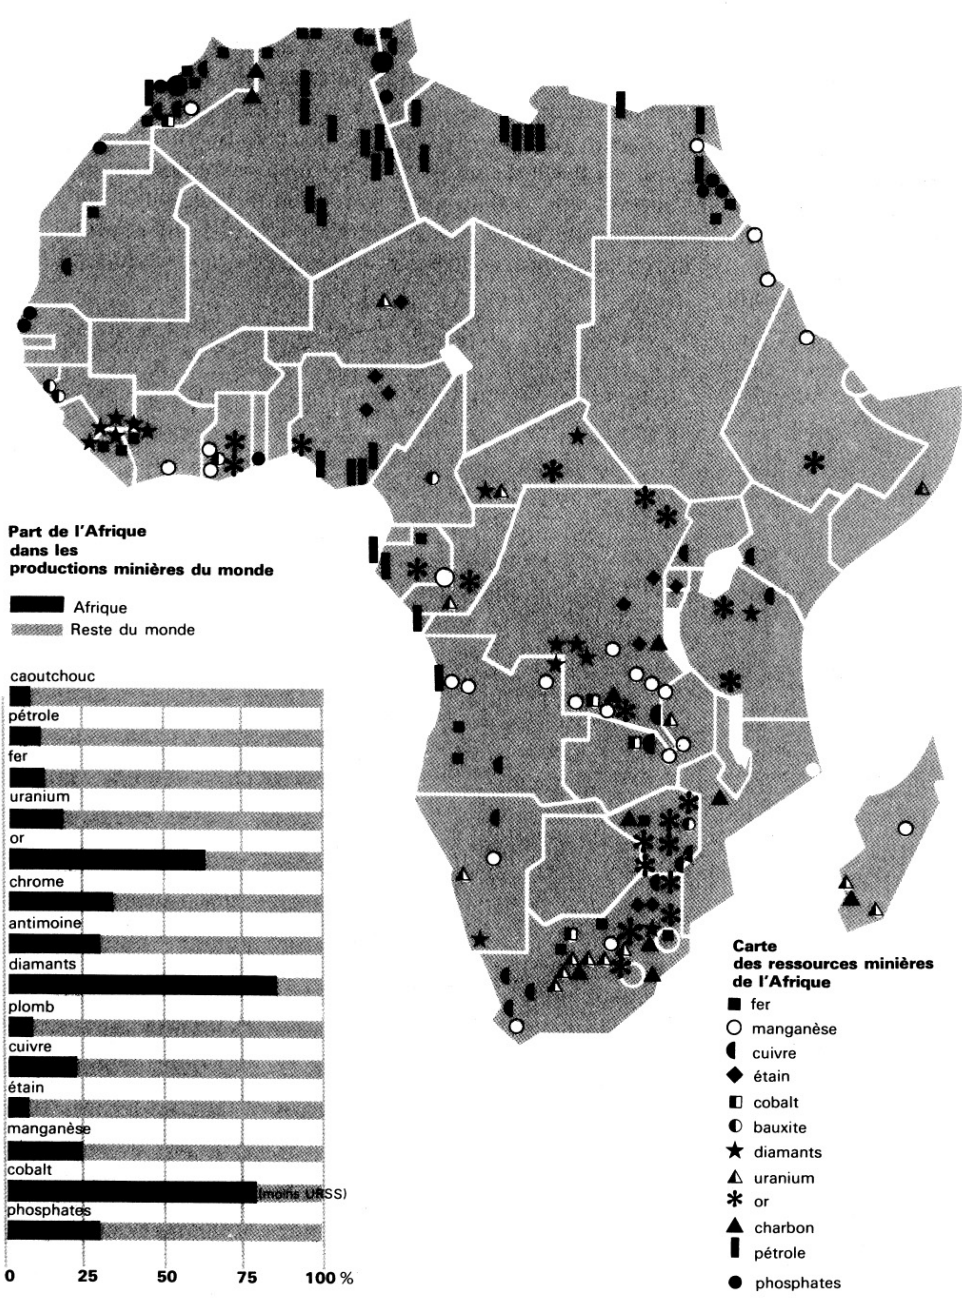 Part de l'Afrique
dans les
productions minières du monde
Afrique
Reste du monde
caoutchouc
pétrole
fer
uranium
or
chrome
antimoine
diamants
plomb
cuivre
étain
manganèse
cobalt
(moins URSS)
phosphates
0 25 50 75 100 %
Carte
des ressources minières
de l'Afrique
fer
manganèse
cuivre
étain
cobalt
bauxite
diamants
uranium
or
charbon
pétrole
phosphates